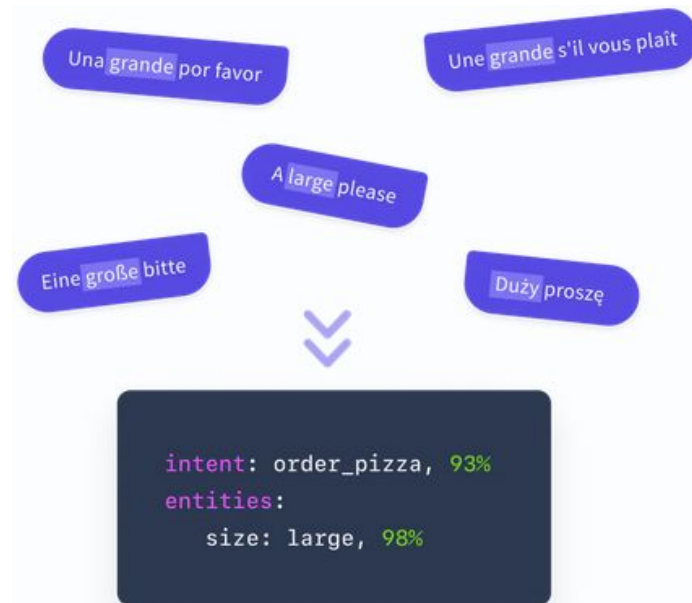 Una grande por favor
Une grande s'il vous plaît
A large please
Eine große bitte
Duży proszę
intent: order_pizza, 93%
entities:
size: large, 98%